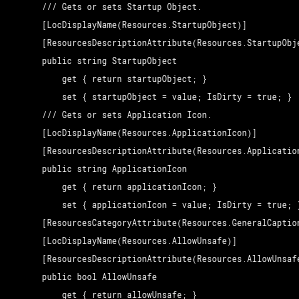 /// Gets or sets Startup Object.
[LocDisplayName(Resources.StartupObject)]
[ResourcesDescriptionAttribute(Resources.StartupObje
public string StartupObject
get { return startupObject; }
set { startupObject = value; IsDirty = true; }
/// Gets or sets Application Icon.
[LocDisplayName(Resources.ApplicationIcon)]
[ResourcesDescriptionAttribute(Resources.Application
public string ApplicationIcon
get { return applicationIcon; }
set { applicationIcon = value; IsDirty = true; }
[ResourcesCategoryAttribute(Resources.GeneralCaption
[LocDisplayName(Resources.AllowUnsafe)]
[ResourcesDescriptionAttribute(Resources.AllowUnsafe
public bool AllowUnsafe
get { return allowUnsafe; }